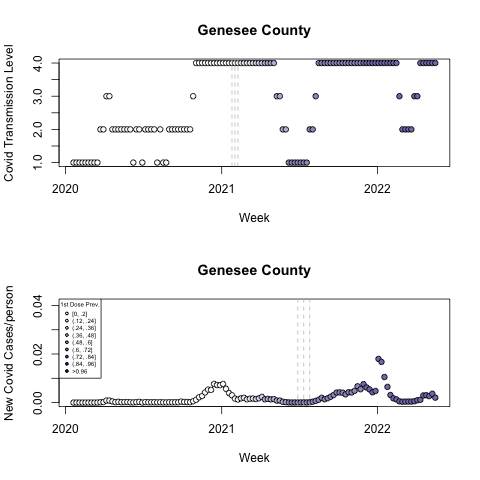 Genesee County
Covid Transmission Level
4.0
3.0
2.0
1.0
2020 2021 2022
Week
Genesee County
New Covid Cases/person
0.04
0.02
0.00
1st Dose Prev.
[0, .2]
(.12, .24]
(.24, .36]
(.36, .48]
(.48, .6]
(.6, .72]
(.72, .84]
(.84, .96]
>0.96
2020 2021 2022
Week